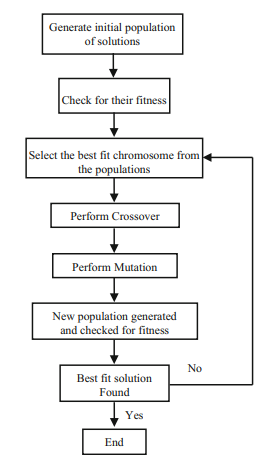 Generate initial population
of solutions
Check for their fitness
Select the best fit chromosome from
the populations
Perform Crossover
Perform Mutation
New population generated
and checked for fitness
Best fit solution
Found
No
Yes
End